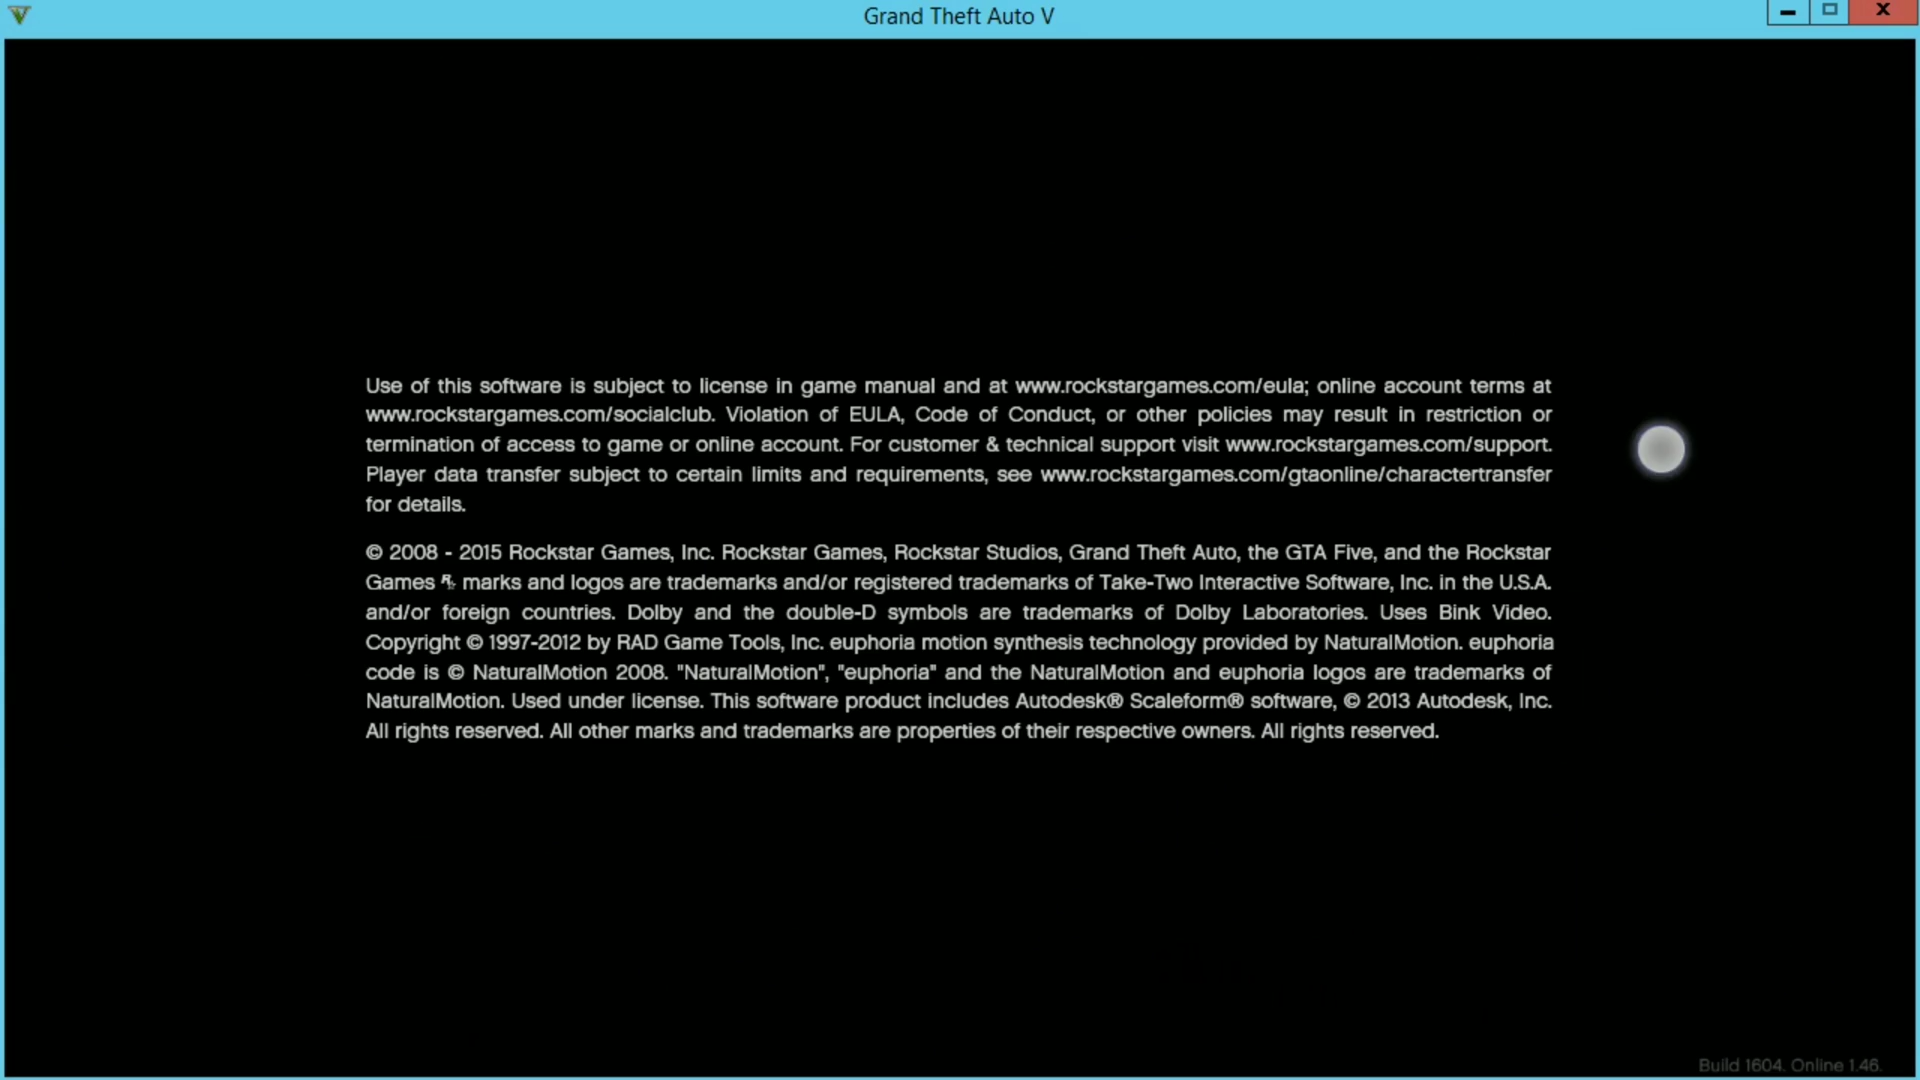 Grand Theft Auto V
Use of this software is subject to license in game manual and at www.rockstargames.com/eula; online account terms at
www.rockstargames.com/socialclub. Violation of EULA, Code of Conduct, or other policies may result in restriction or
termination of access to game or online account. For customer & technical support visit www.rockstargames.com/support.
Player data transfer subject to certain limits and requirements, see www.rockstargames.com/gtaonline/charactertransfer
for details.
© 2008 - 2015 Rockstar Games, Inc. Rockstar Games, Rockstar Studios, Grand Theft Auto, the GTA Five, and the Rockstar
Games R* marks and logos are trademarks and/or registered trademarks of Take-Two Interactive Software, Inc. in the U.S.A.
and/or foreign countries. Dolby and the double-D symbols are trademarks of Dolby Laboratories. Uses Bink Video.
Copyright © 1997-2012 by RAD Game Tools, Inc. euphoria motion synthesis technology provided by NaturalMotion. euphoria
code is © NaturalMotion 2008. "NaturalMotion", "euphoria" and the NaturalMotion and euphoria logos are trademarks of
NaturalMotion. Used under license. This software product includes Autodesk® Scaleform® software, © 2013 Autodesk, Inc.
All rights reserved. All other marks and trademarks are properties of their respective owners. All rights reserved.
Build 1604. Online 1.46.